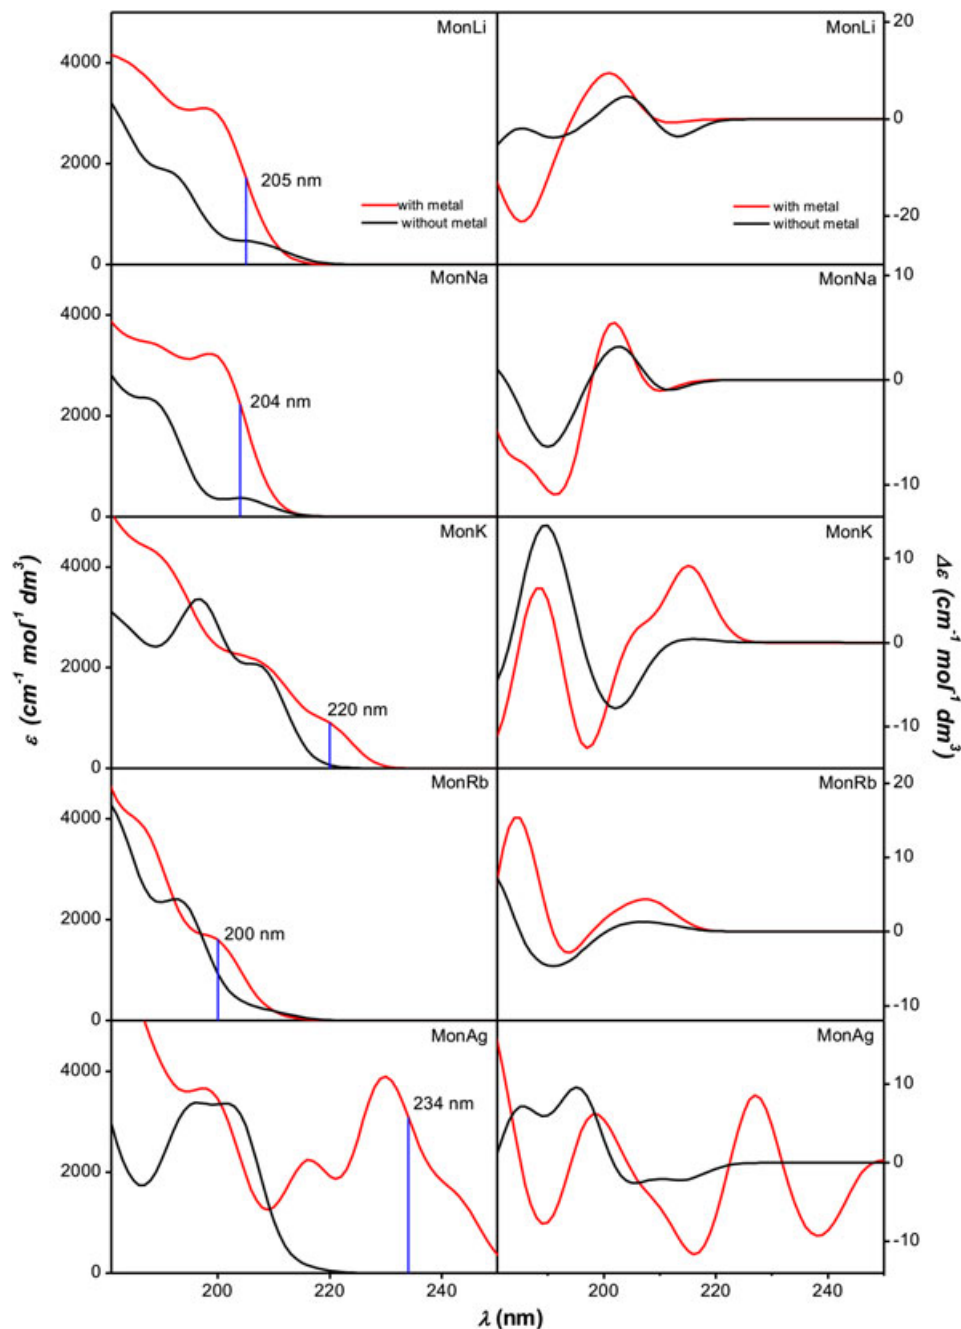 MonLi
MonLi
20
4000
0
2000
205 nm
with metal
without metal
with metal
without metal
-20
0
MonNa
MonNa
10
4000
0
204 nm
2000
-10
0
MonK
MonK
4000
10
0
2000
220 nm
-10
0
MonRb
MonRb
20
4000
10
2000
200 nm
0
0
-10
MonAg
MonAg
4000
10
234 nm
0
2000
-10
0
200
220
240
200
220
240
λ (nm)
ε (cm⁻¹ mol⁻¹ dm³)
Δε (cm⁻¹ mol⁻¹ dm³)